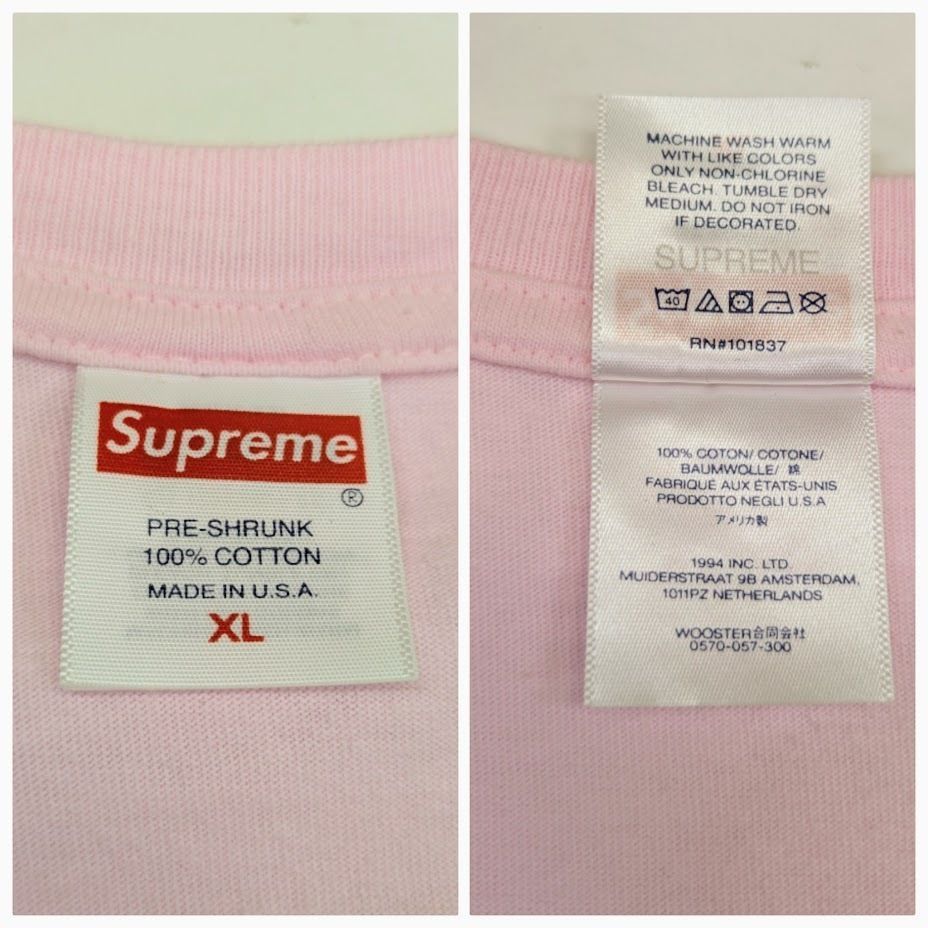 Supreme
®
PRE-SHRUNK
100% COTTON
MADE IN U.S.A.
XL
MACHINE WASH WARM
WITH LIKE COLORS
ONLY NON-CHLORINE
BLEACH. TUMBLE DRY
MEDIUM. DO NOT IRON
IF DECORATED.
SUPREME
40
RN#101837
100% COTON/ COTONE/
BAUMWOLLE/ 綿
FABRIQUÉ AUX ÉTATS-UNIS
PRODOTTO NEGLI U.S.A
アメリカ製
1994 INC. LTD.
MUIDERSTRAAT 9B AMSTERDAM,
1011PZ NETHERLANDS
WOOSTER合同会社
0570-057-300